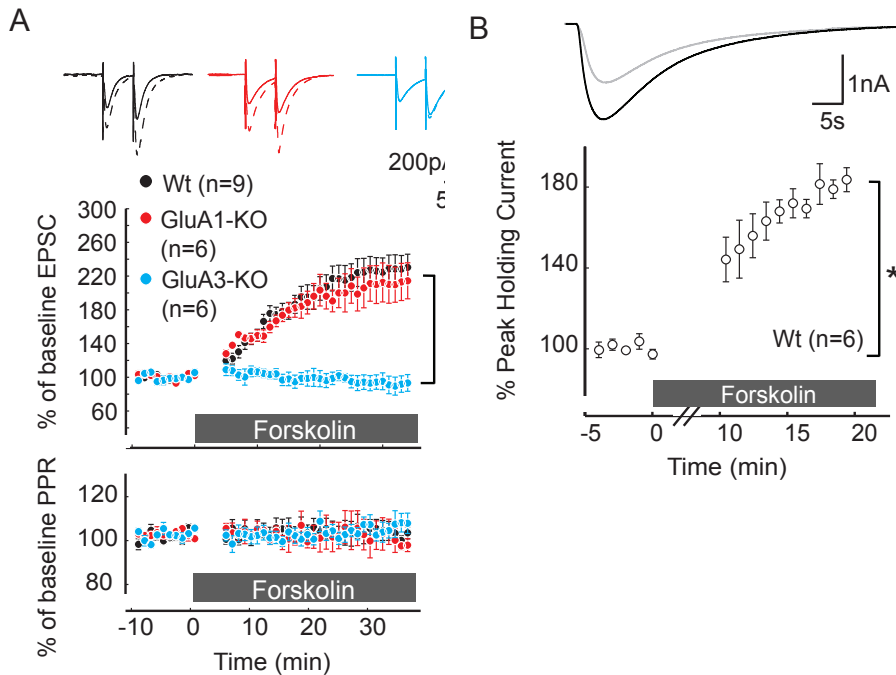 A
200pA
5
Wt (n=9)
GluA1-KO
(n=6)
GluA3-KO
(n=6)
% of baseline EPSC
300
260
220
180
140
100
60
Forskolin
% of baseline PPR
120
100
80
Forskolin
-10 0 10 20 30
Time (min)
B
1nA
5s
% Peak Holding Current
180
140
100
*
Wt (n=6)
Forskolin
-5 0 10 15 20
Time (min)